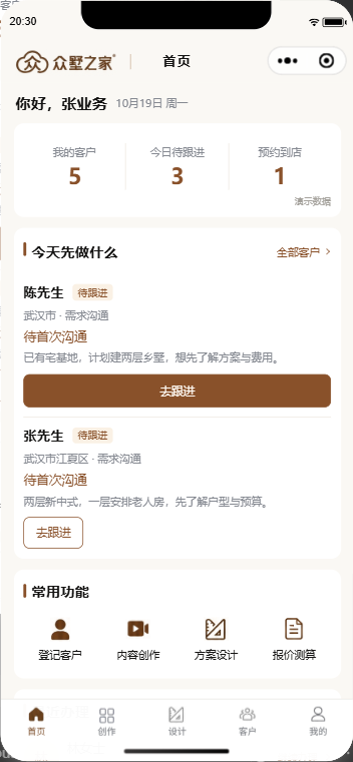 客户
20:30
众墅之家
首页
你好，张业务 10月19日 周一
我的客户 今日待跟进 预约到店
5 3 1
演示数据
今天先做什么 全部客户 >
陈先生 待跟进
武汉市 · 需求沟通
待首次沟通
已有宅基地，计划建两层乡墅，想先了解方案与费用。
去跟进
张先生 待跟进
武汉市江夏区 · 需求沟通
待首次沟通
两层新中式，一层安排老人房，先了解户型与预算。
去跟进
常用功能
登记客户 内容创作 方案设计 报价测算
首页 创作 设计 客户 我的